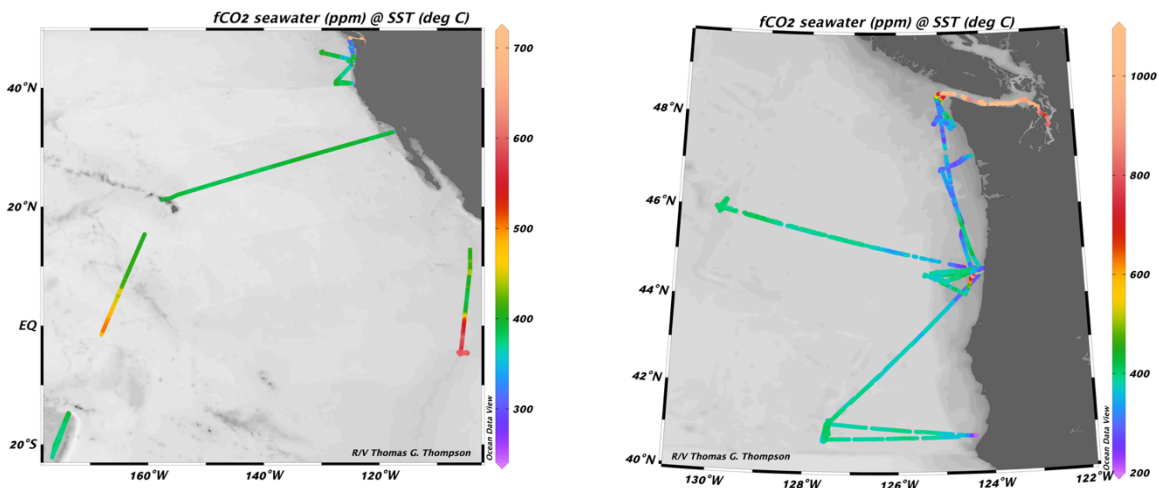 fCO2 seawater (ppm) @ SST (deg C)
700
600
500
400
300
40°N
20°N
EQ
20°S
160°W
140°W
120°W
R/V Thomas G. Thompson
Ocean Data View
fCO2 seawater (ppm) @ SST (deg C)
1000
800
600
400
200
48°N
46°N
44°N
42°N
40°N
130°W
128°W
126°W
124°W
122°W
R/V Thomas G. Thompson
Ocean Data View